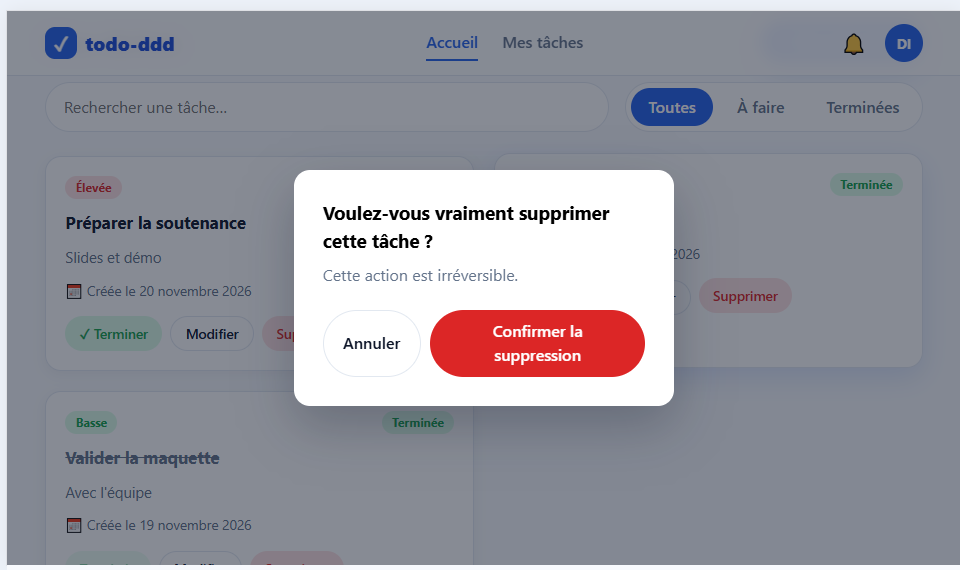 todo-ddd
Accueil
Mes tâches
DI
Rechercher une tâche...
Toutes
À faire
Terminées
Élevée
Préparer la soutenance
Slides et démo
Créée le 20 novembre 2026
✓ Terminer
Modifier
Terminée
2026
Supprimer
Voulez-vous vraiment supprimer
cette tâche ?
Cette action est irréversible.
Annuler
Confirmer la
suppression
Basse
Terminée
Valider la maquette
Avec l'équipe
Créée le 19 novembre 2026